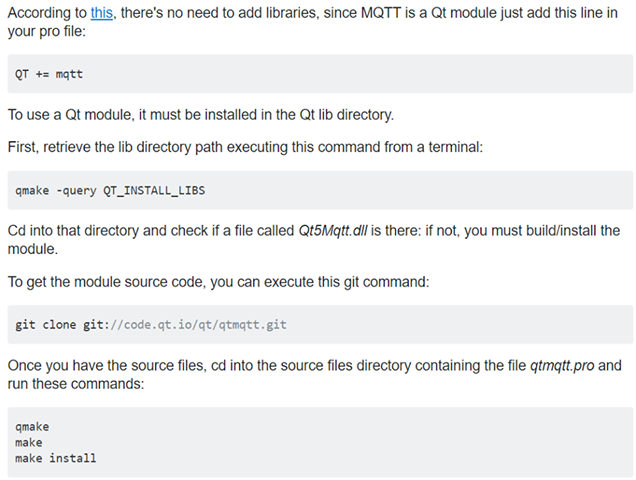 According to this, there's no need to add libraries, since MQTT is a Qt module just add this line in
your pro file:
QT += mqtt
To use a Qt module, it must be installed in the Qt lib directory.
First, retrieve the lib directory path executing this command from a terminal:
qmake -query QT_INSTALL_LIBS
Cd into that directory and check if a file called Qt5Mqtt.dll is there: if not, you must build/install the
module.
To get the module source code, you can execute this git command:
git clone git://code.qt.io/qt/qtmqtt.git
Once you have the source files, cd into the source files directory containing the file qtmqtt.pro and
run these commands:
qmake
make
make install